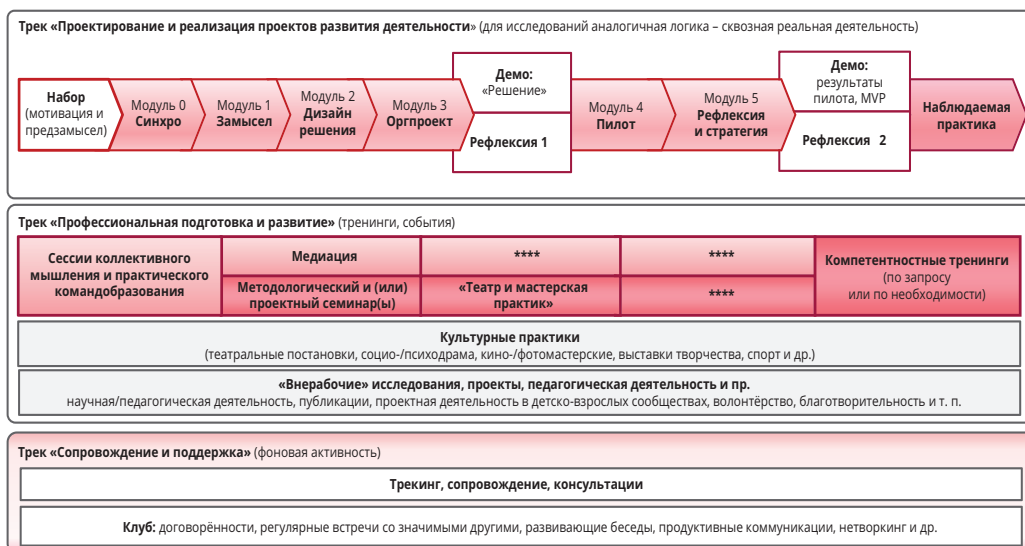 Трек «Проектирование и реализация проектов развития деятельности» (для исследований аналогичная логика – сквозная реальная деятельность)
Набор
(мотивация и
предзамысел)
Модуль 0
Синхро
Модуль 1
Замысел
Модуль 2
Дизайн
решения
Модуль 3
Оргпроект
Демо:
«Решение»
Рефлексия 1
Модуль 4
Пилот
Модуль 5
Рефлексия
и стратегия
Демо:
результаты
пилота, MVP
Рефлексия 2
Наблюдаемая
практика
Трек «Профессиональная подготовка и развитие» (тренинги, события)
Сессии коллективного
мышления и практического
командобразования
Медиация
****
****
Методологический и (или)
проектный семинар(ы)
«Театр и мастерская
практик»
****
Компетентностные тренинги
(по запросу
или по необходимости)
Культурные практики
(театральные постановки, социо-/психодрама, кино-/фотомастерские, выставки творчества, спорт и др.)
«Внерабочие» исследования, проекты, педагогическая деятельность и пр.
научная/педагогическая деятельность, публикации, проектная деятельность в детско-взрослых сообществах, волонтёрство, благотворительность и т. п.
Трек «Сопровождение и поддержка» (фоновая активность)
Трекинг, сопровождение, консультации
Клуб: договорённости, регулярные встречи со значимыми другими, развивающие беседы, продуктивные коммуникации, нетворкинг и др.